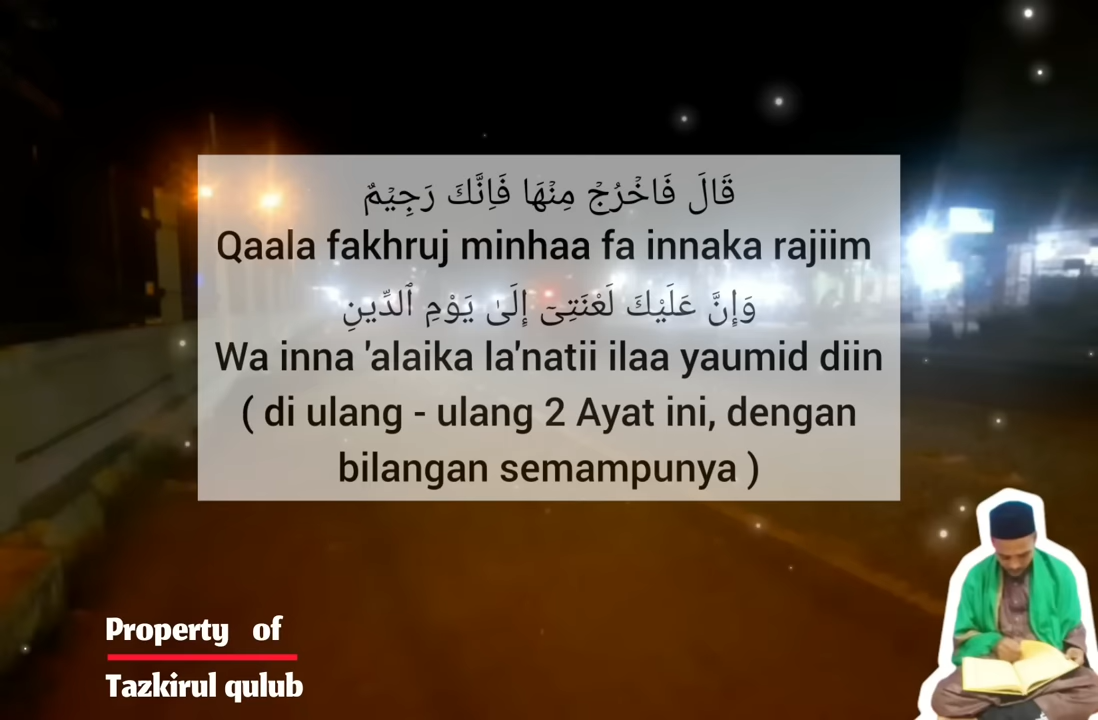 قَالَ فَاخْرُجْ مِنْهَا فَاِنَّكَ رَجِيْمٌ
Qaala fakhruj minhaa fa innaka rajiim
وَإِنَّ عَلَيْكَ لَعْنَتِىٓ إِلَىٰ يَوْمِ ٱلدِّينِ
Wa inna 'alaika la'natii ilaa yaumid diin
( di ulang - ulang 2 Ayat ini, dengan
bilangan semampunya )
Property of
Tazkirul qulub